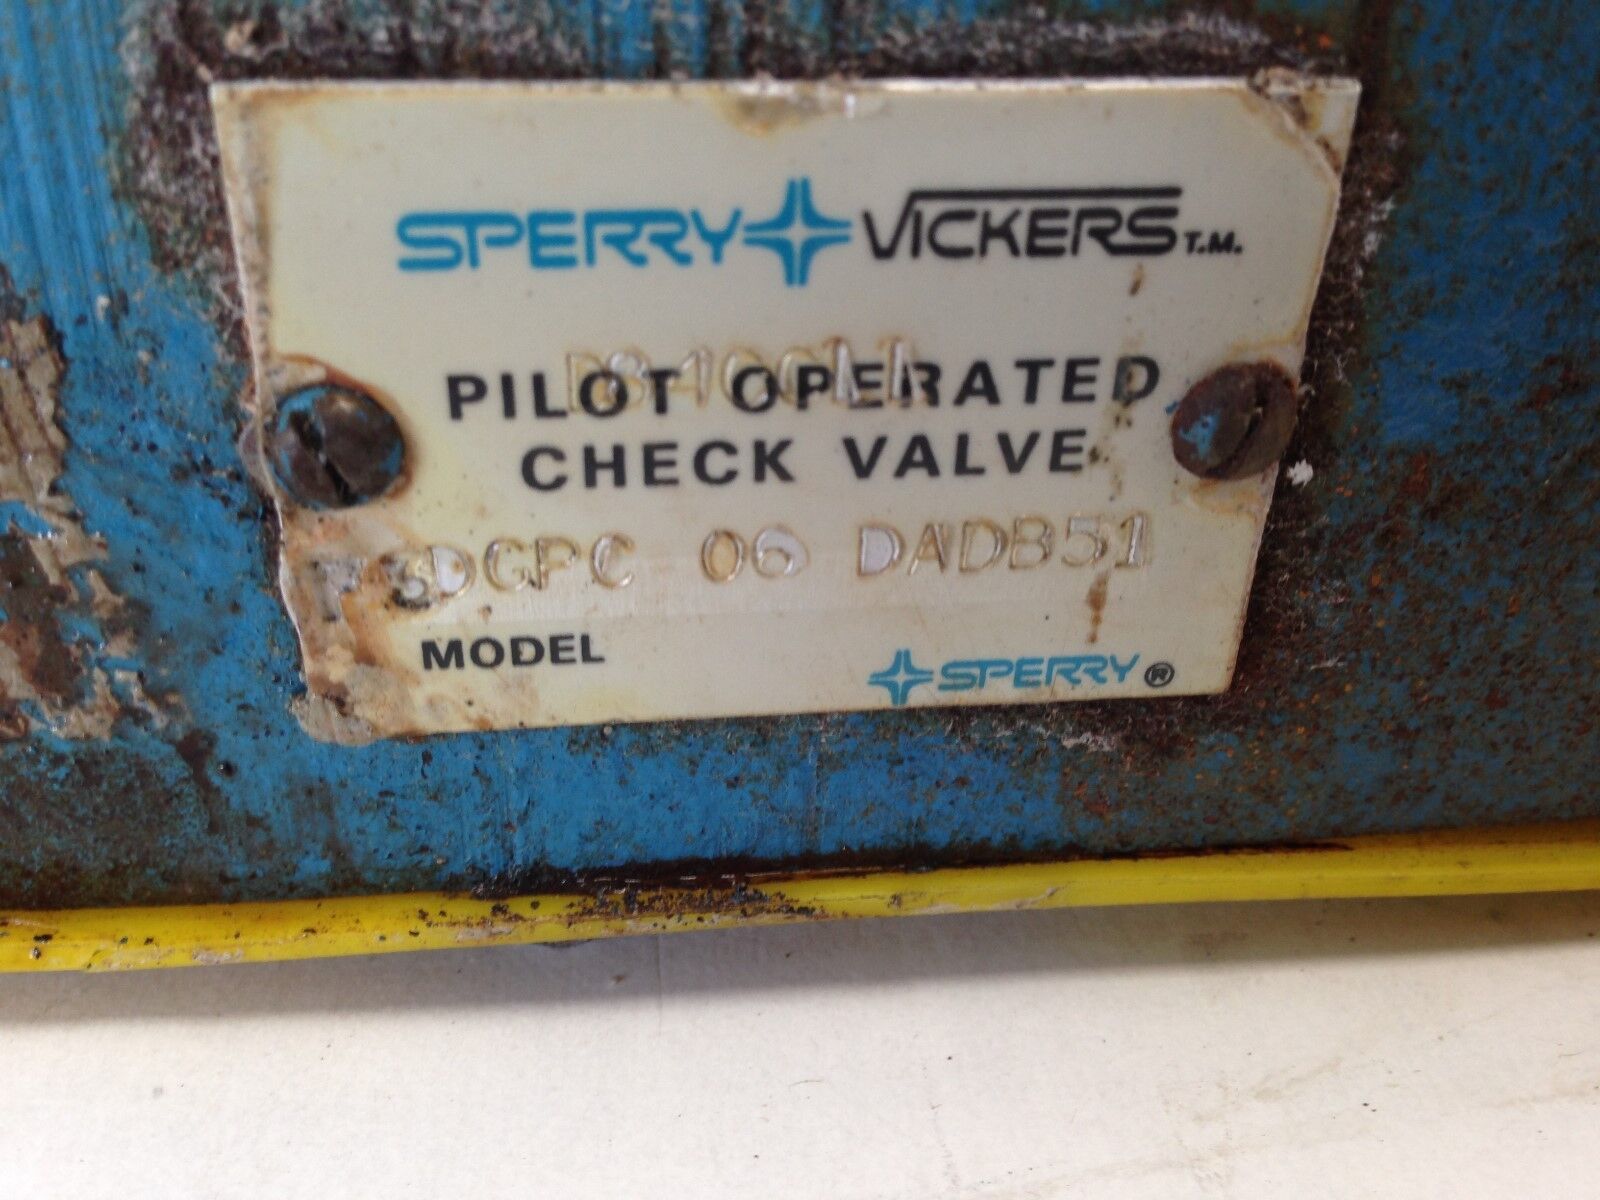 SPERRY VICKERS T.M.
PILOT OPERATED
CHECK VALVE
DGPC 06 DADB51
MODEL
SPERRY ®